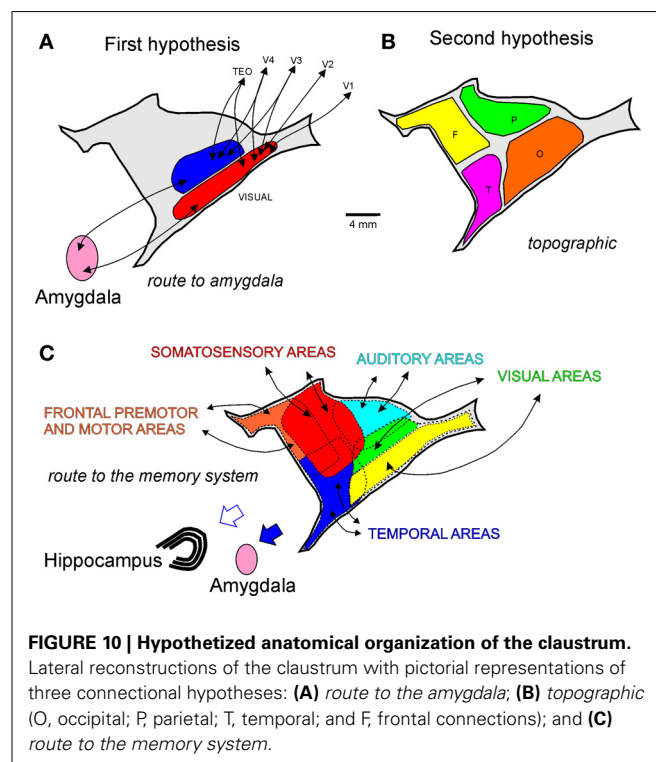 A
First hypothesis
TEO
V4
V3
V2
V1
VISUAL
Amygdala
route to amygdala
4 mm
B
Second hypothesis
F
P
O
T
topographic
C
SOMATOSENSORY AREAS
AUDITORY AREAS
VISUAL AREAS
FRONTAL PREMOTOR
AND MOTOR AREAS
route to the memory system
TEMPORAL AREAS
Hippocampus
Amygdala
FIGURE 10 | Hypothetized anatomical organization of the claustrum.
Lateral reconstructions of the claustrum with pictorial representations of
three connectional hypotheses: (A) route to the amygdala; (B) topographic
(O, occipital; P, parietal; T, temporal; and F, frontal connections); and (C)
route to the memory system.